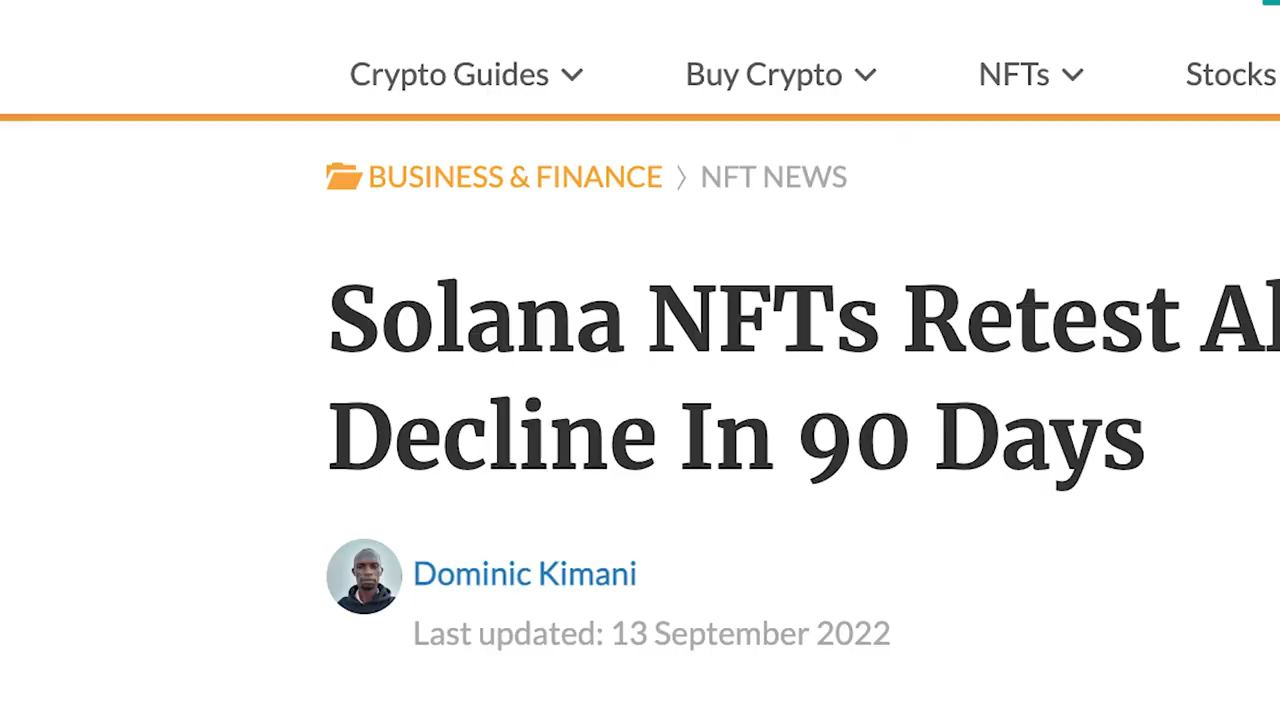 Crypto Guides Buy Crypto NFTs Stocks
BUSINESS & FINANCE 〉 NFT NEWS
Solana NFTs Retest
Decline In 90 Days
Dominic Kimani
Last updated: 13 September 2022